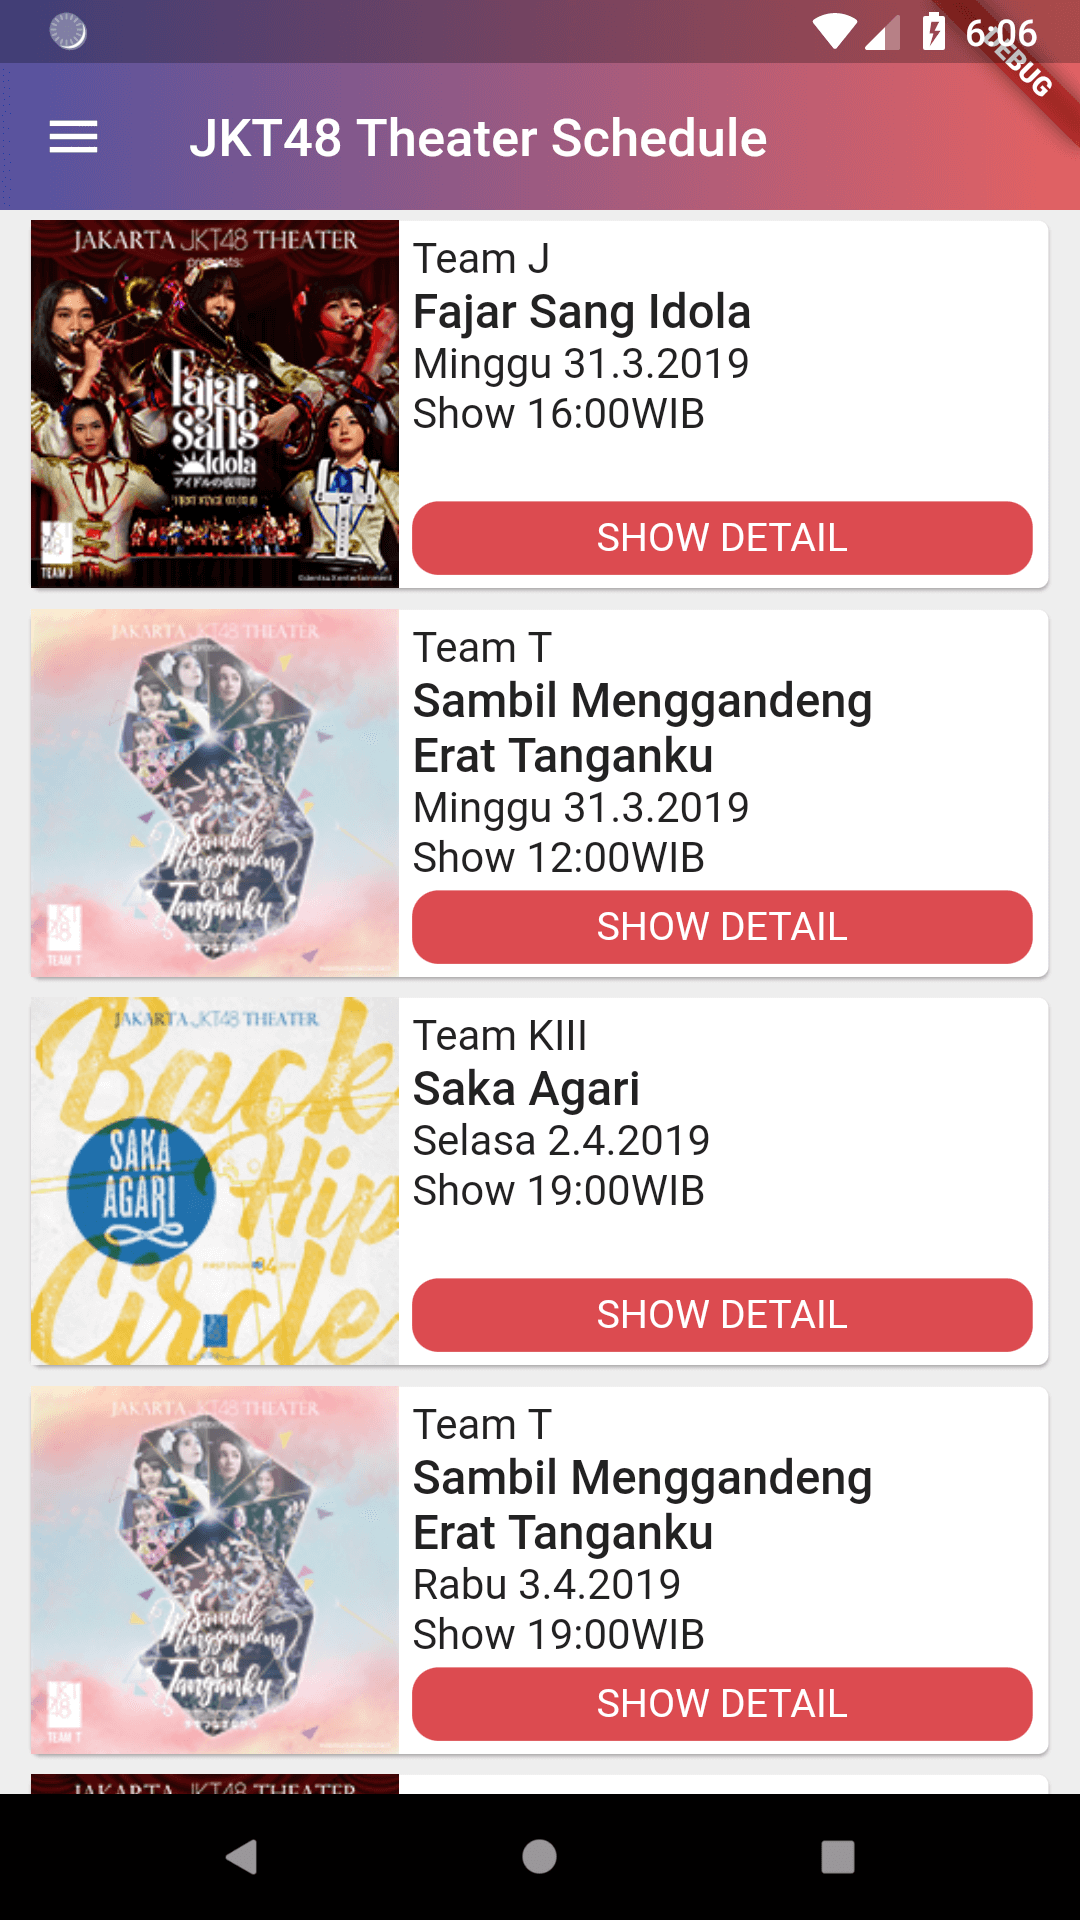 6:06
DEBUG
JKT48 Theater Schedule
JAKARTA JKT48 THEATER
presents:
Fajar
sang
Idola
アイドルの夜明け
TEAM J
Team J
Fajar Sang Idola
Minggu 31.3.2019
Show 16:00WIB
SHOW DETAIL
JAKARTA JKT48 THEATER
Sambil
Menggandeng
Erat
Tanganku
TEAM T
Team T
Sambil Menggandeng
Erat Tanganku
Minggu 31.3.2019
Show 12:00WIB
SHOW DETAIL
JAKARTA JKT48 THEATER
Back
Hip
Circle
SAKA
AGARI
Team KIII
Saka Agari
Selasa 2.4.2019
Show 19:00WIB
SHOW DETAIL
JAKARTA JKT48 THEATER
Sambil
Menggandeng
Erat
Tanganku
TEAM T
Team T
Sambil Menggandeng
Erat Tanganku
Rabu 3.4.2019
Show 19:00WIB
SHOW DETAIL
JAKARTA JKT48 THEATER